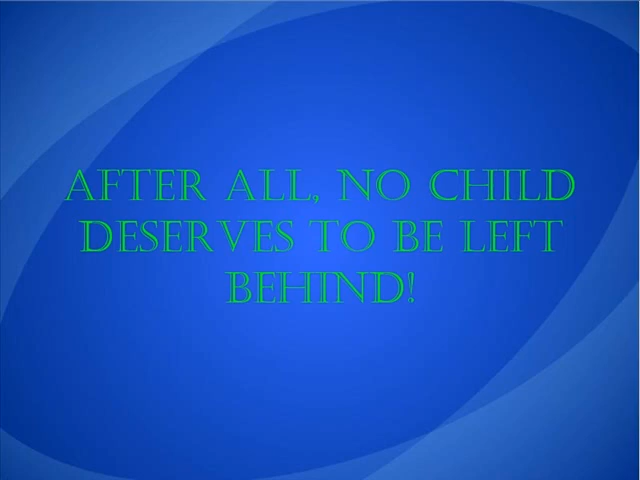 AFTER ALL, NO CHILD
DESERVES TO BE LEFT
BEHIND!